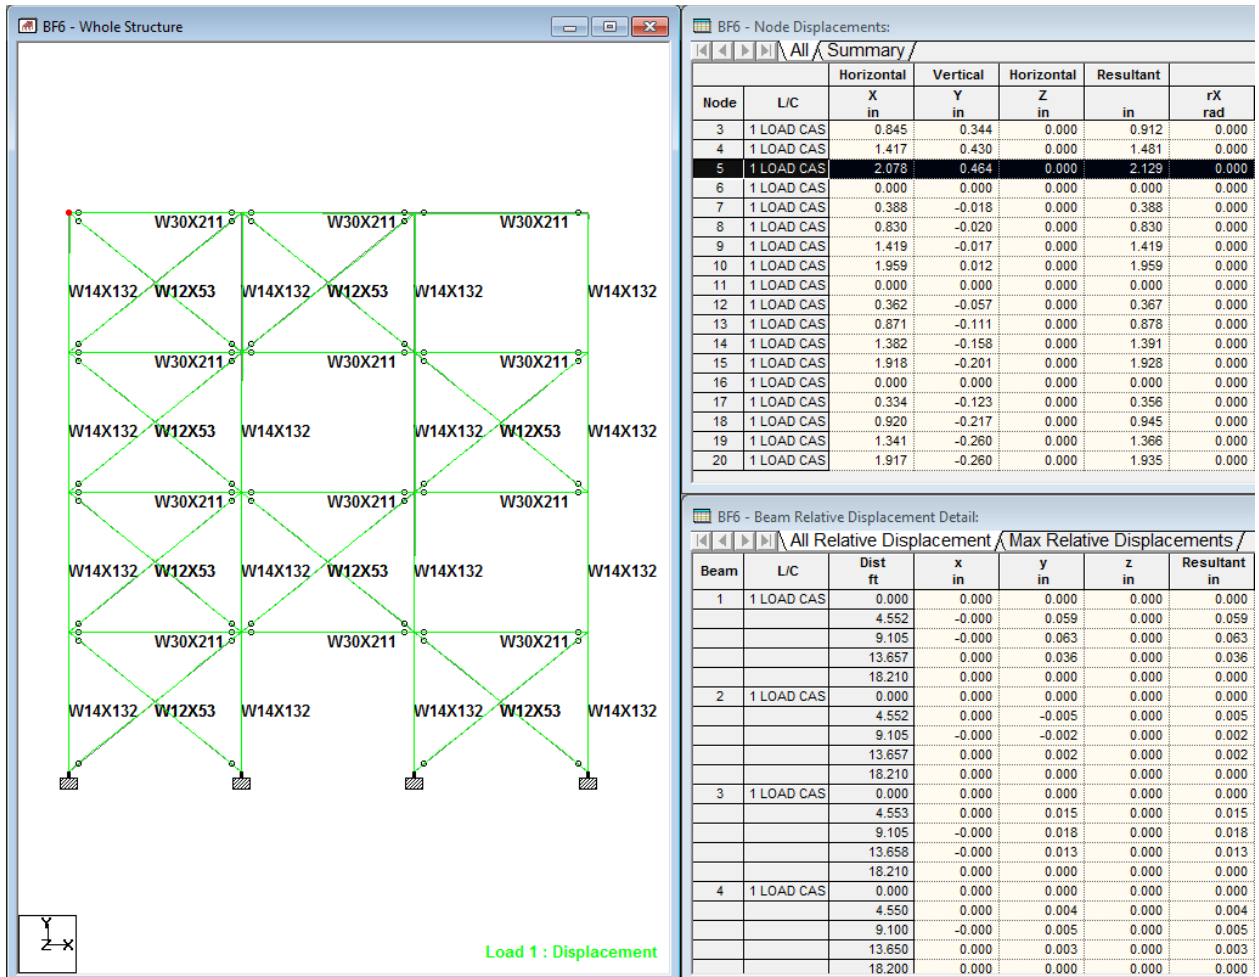 BF6 - Whole Structure
W30X211 W30X211 W30X211
W14X132 W12X53 W14X132 W12X53 W14X132 W14X132
W30X211 W30X211 W30X211
W14X132 W12X53 W14X132 W14X132 W12X53 W14X132
W30X211 W30X211 W30X211
W14X132 W12X53 W14X132 W12X53 W14X132 W14X132
W30X211 W30X211 W30X211
W14X132 W12X53 W14X132 W14X132 W12X53 W14X132
Y
Z X
Load 1 : Displacement
BF6 - Node Displacements:
All Summary
Horizontal Vertical Horizontal Resultant
Node L/C X Y Z rX
in in in in rad
3 1 LOAD CAS 0.845 0.344 0.000 0.912 0.000
4 1 LOAD CAS 1.417 0.430 0.000 1.481 0.000
5 1 LOAD CAS 2.078 0.464 0.000 2.129 0.000
6 1 LOAD CAS 0.000 0.000 0.000 0.000 0.000
7 1 LOAD CAS 0.388 -0.018 0.000 0.388 0.000
8 1 LOAD CAS 0.830 -0.020 0.000 0.830 0.000
9 1 LOAD CAS 1.419 -0.017 0.000 1.419 0.000
10 1 LOAD CAS 1.959 0.012 0.000 1.959 0.000
11 1 LOAD CAS 0.000 0.000 0.000 0.000 0.000
12 1 LOAD CAS 0.362 -0.057 0.000 0.367 0.000
13 1 LOAD CAS 0.871 -0.111 0.000 0.878 0.000
14 1 LOAD CAS 1.382 -0.158 0.000 1.391 0.000
15 1 LOAD CAS 1.918 -0.201 0.000 1.928 0.000
16 1 LOAD CAS 0.000 0.000 0.000 0.000 0.000
17 1 LOAD CAS 0.334 -0.123 0.000 0.356 0.000
18 1 LOAD CAS 0.920 -0.217 0.000 0.945 0.000
19 1 LOAD CAS 1.341 -0.260 0.000 1.366 0.000
20 1 LOAD CAS 1.917 -0.260 0.000 1.935 0.000
BF6 - Beam Relative Displacement Detail:
All Relative Displacement Max Relative Displacements
Beam L/C Dist x y z Resultant
ft in in in in
1 1 LOAD CAS 0.000 0.000 0.000 0.000 0.000
4.552 -0.000 0.059 0.000 0.059
9.105 -0.000 0.063 0.000 0.063
13.657 0.000 0.036 0.000 0.036
18.210 0.000 0.000 0.000 0.000
2 1 LOAD CAS 0.000 0.000 0.000 0.000 0.000
4.552 0.000 -0.005 0.000 0.005
9.105 -0.000 -0.002 0.000 0.002
13.657 0.000 0.002 0.000 0.002
18.210 0.000 0.000 0.000 0.000
3 1 LOAD CAS 0.000 0.000 0.000 0.000 0.000
4.553 0.000 0.015 0.000 0.015
9.105 -0.000 0.018 0.000 0.018
13.658 -0.000 0.013 0.000 0.013
18.210 0.000 0.000 0.000 0.000
4 1 LOAD CAS 0.000 0.000 0.000 0.000 0.000
4.550 0.000 0.004 0.000 0.004
9.100 -0.000 0.005 0.000 0.005
13.650 0.000 0.003 0.000 0.003
18.200 0.000 0.000 0.000 0.000